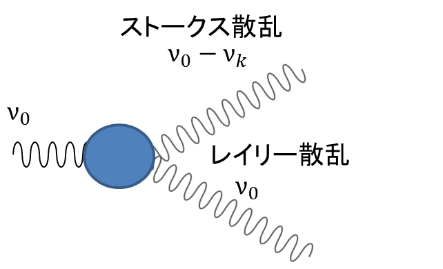 ストークス散乱
ν₀ − νₖ
ν₀
レイリー散乱
ν₀